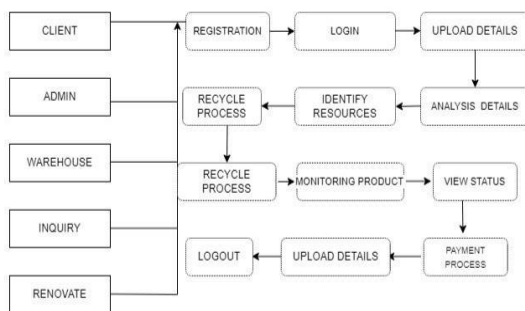 CLIENT
ADMIN
WAREHOUSE
INQUIRY
RENOVATE
REGISTRATION
LOGIN
UPLOAD DETAILS
ANALYSIS DETAILS
IDENTIFY
RESOURCES
RECYCLE
PROCESS
RECYCLE
PROCESS
MONITORING PRODUCT
VIEW STATUS
PAYMENT
PROCESS
UPLOAD DETAILS
LOGOUT